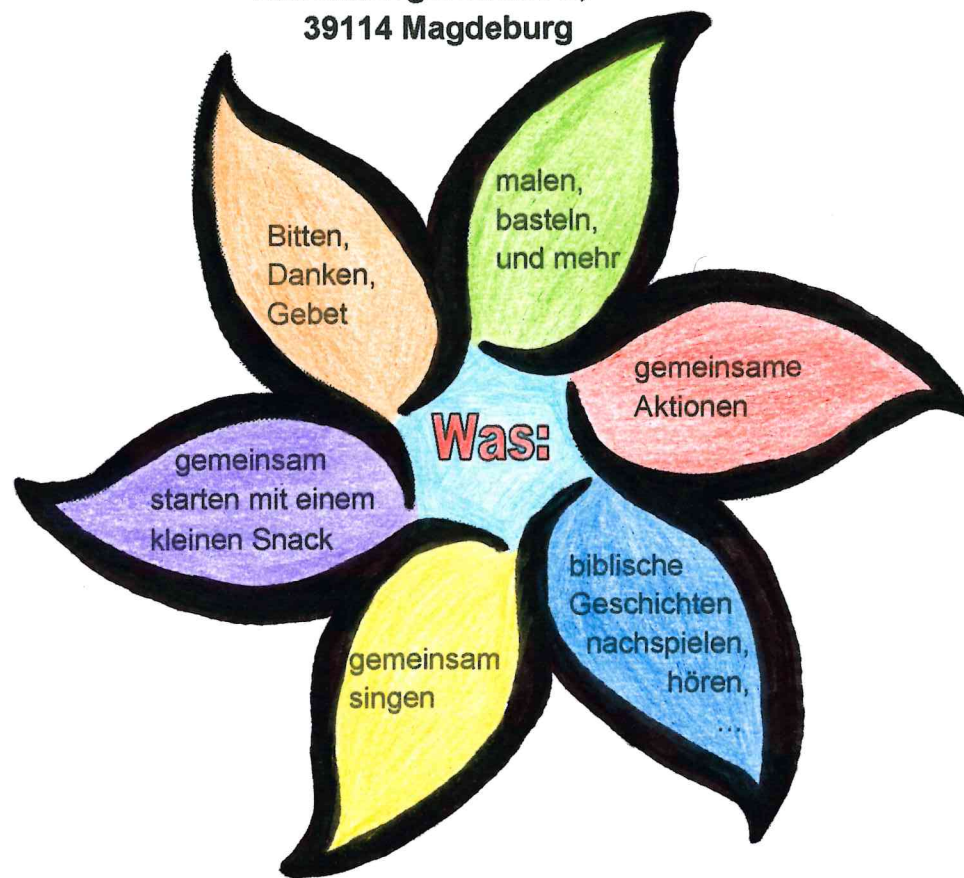 39114 Magdeburg
malen,
basteln,
und mehr
Bitten,
Danken,
Gebet
gemeinsame
Aktionen
Was:
gemeinsam
starten mit einem
kleinen Snack
biblische
Geschichten
nachspielen,
hören,
...
gemeinsam
singen